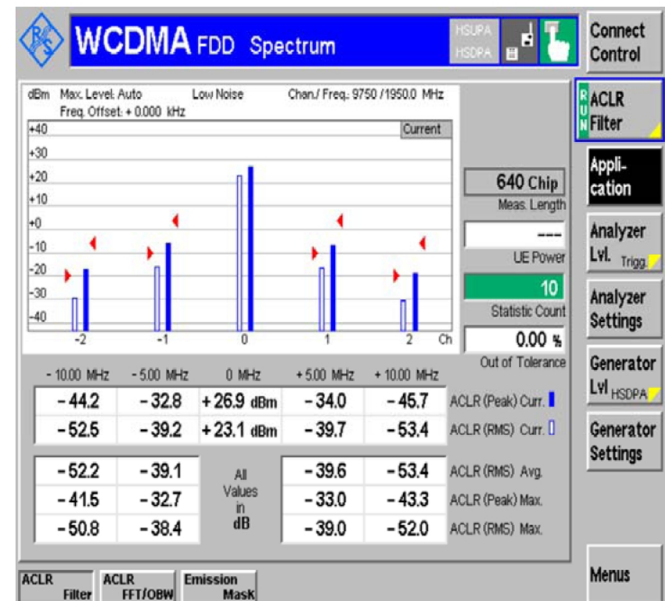 R&S
WCDMA FDD Spectrum
HSUPA
HSDPA
Connect
Control
dBm Max. Level: Auto Low Noise Chan./ Freq.: 9750 /1950.0 MHz
Freq. Offset: + 0.000 kHz
Current
+40
+30
+20
+10
+0
-10
-20
-30
-40
-2 -1 0 1 2 Ch
640 Chip
Meas. Length
---
UE Power
10
Statistic Count
0.00 %
Out of Tolerance
- 10.00 MHz - 5.00 MHz 0 MHz + 5.00 MHz + 10.00 MHz
- 44.2 - 32.8 + 26.9 dBm - 34.0 - 45.7 ACLR (Peak) Curr.
- 52.5 - 39.2 + 23.1 dBm - 39.7 - 53.4 ACLR (RMS) Curr.
- 52.2 - 39.1 - 39.6 - 53.4 ACLR (RMS) Avg.
- 41.5 - 32.7 - 33.0 - 43.3 ACLR (Peak) Max.
- 50.8 - 38.4 - 39.0 - 52.0 ACLR (RMS) Max.
All
Values
in
dB
RUN
ACLR
Filter
Appli-
cation
Analyzer
Lvl. Trigg.
Analyzer
Settings
Generator
Lvl HSDPA
Generator
Settings
Menus
ACLR
Filter
ACLR
FFT/OBW
Emission
Mask